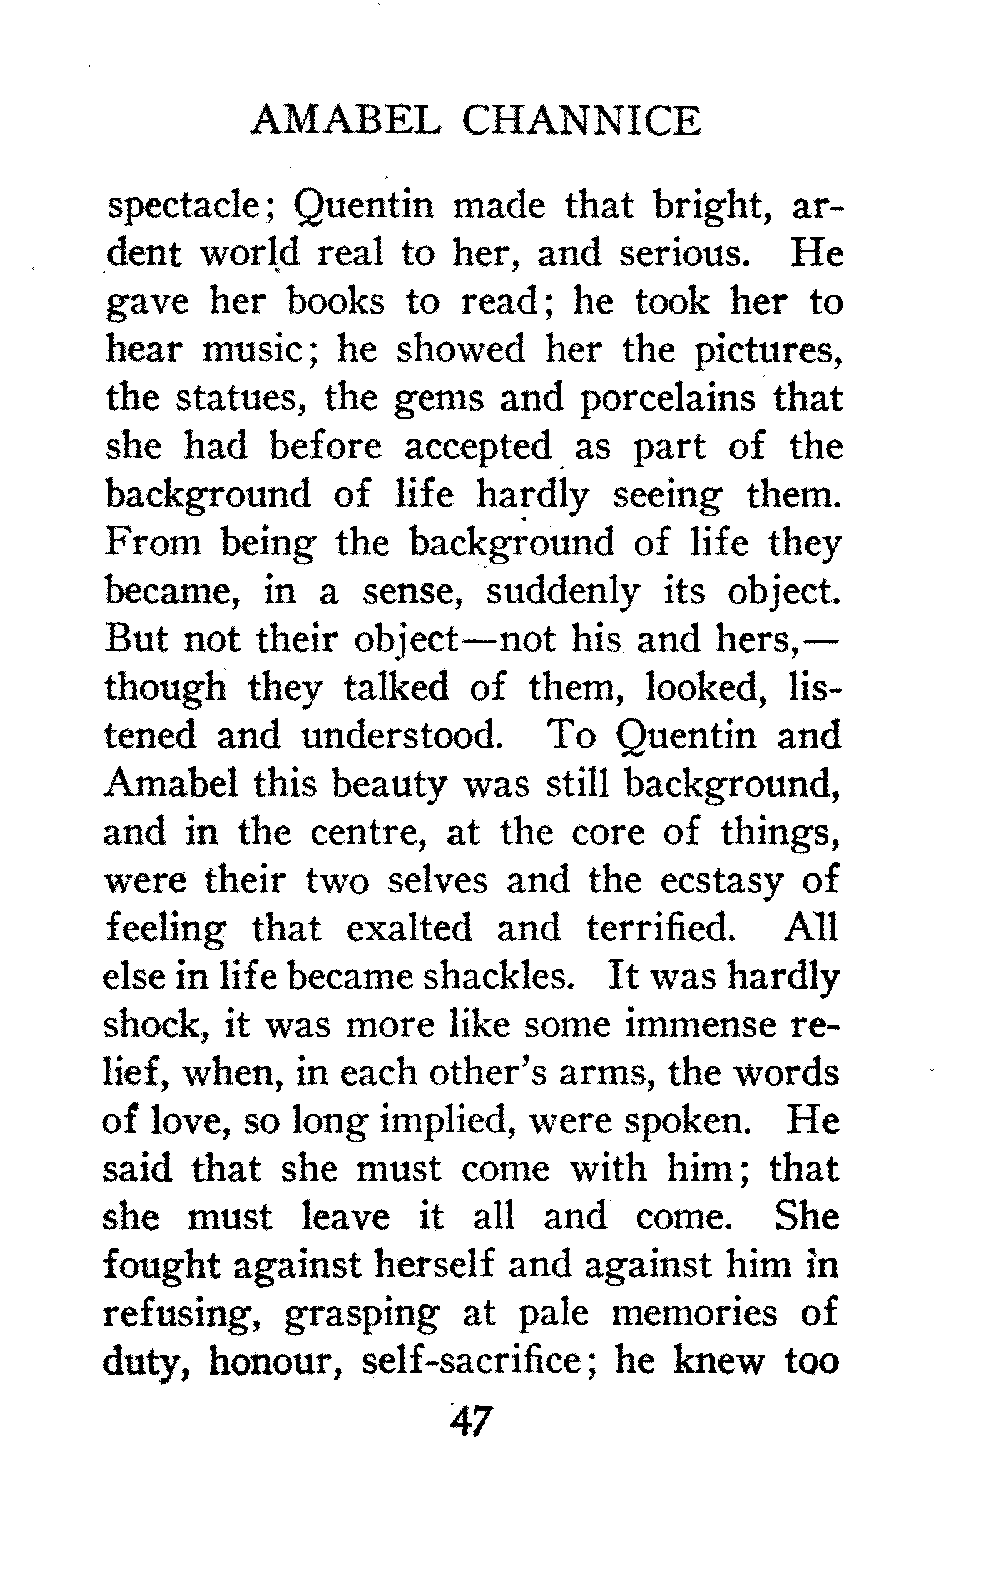 AMABEL CHANNICE
spectacle; Quentin made that bright, ar-
dent world real to her, and serious. He
gave her books to read; he took her to
hear music; he showed her the pictures,
the statues, the gems and porcelains that
she had before accepted as part of the
background of life hardly seeing them.
From being the background of life they
became, in a sense, suddenly its object.
But not their object—not his and hers,—
though they talked of them, looked, lis-
tened and understood. To Quentin and
Amabel this beauty was still background,
and in the centre, at the core of things,
were their two selves and the ecstasy of
feeling that exalted and terrified. All
else in life became shackles. It was hardly
shock, it was more like some immense re-
lief, when, in each other's arms, the words
of love, so long implied, were spoken. He
said that she must come with him; that
she must leave it all and come. She
fought against herself and against him in
refusing, grasping at pale memories of
duty, honour, self-sacrifice; he knew too
47